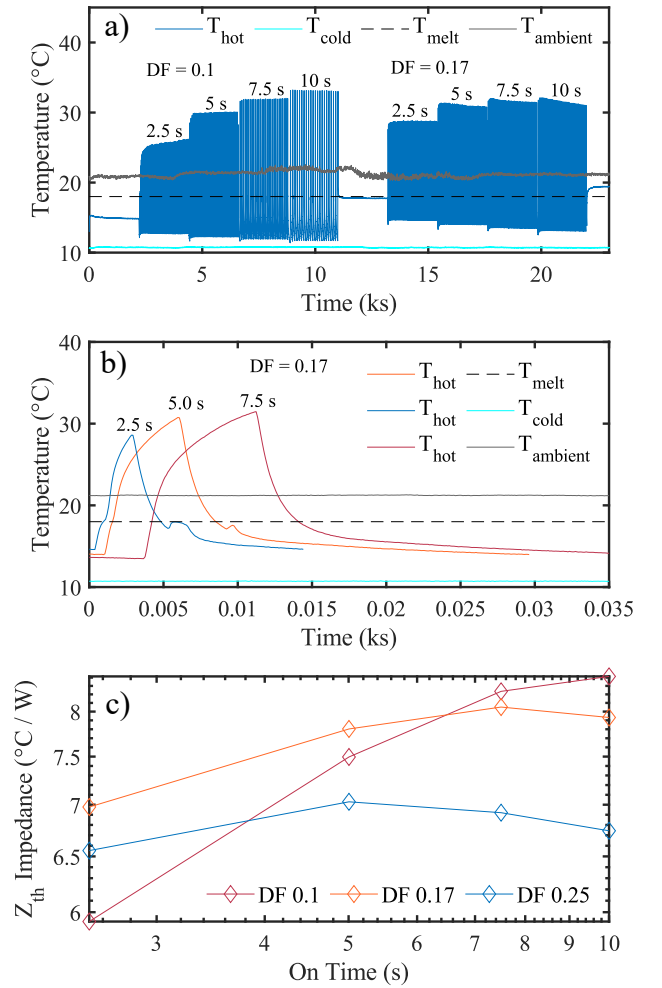 a)
T_hot T_cold T_melt T_ambient
DF = 0.1 DF = 0.17
2.5 s 5 s 7.5 s 10 s 2.5 s 5 s 7.5 s 10 s
Temperature (°C)
40
30
20
10
0 5 10 15 20
Time (ks)
b)
DF = 0.17
T_hot T_melt
T_hot T_cold
T_hot T_ambient
2.5 s 5.0 s 7.5 s
Temperature (°C)
40
30
20
10
0 0.005 0.01 0.015 0.02 0.025 0.03 0.035
Time (ks)
c)
Z_th Impedance (°C / W)
8
7.5
7
6.5
6
DF 0.1 DF 0.17 DF 0.25
3 4 5 6 7 8 9 10
On Time (s)